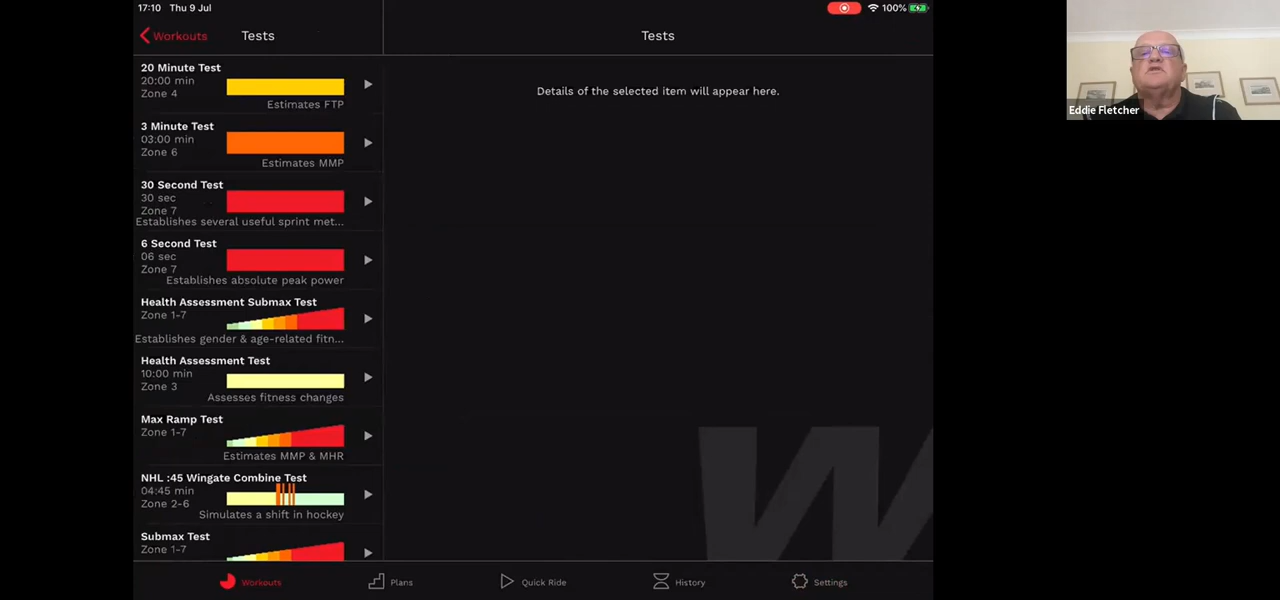 17:10 Thu 9 Jul
100%
Workouts
Tests
Tests
20 Minute Test
20:00 min
Zone 4
Estimates FTP
3 Minute Test
03:00 min
Zone 6
Estimates MMP
30 Second Test
30 sec
Zone 7
Establishes several useful sprint met...
6 Second Test
06 sec
Zone 7
Establishes absolute peak power
Health Assessment Submax Test
Zone 1-7
Establishes gender & age-related fitn...
Health Assessment Test
10:00 min
Zone 3
Assesses fitness changes
Max Ramp Test
Zone 1-7
Estimates MMP & MHR
NHL :45 Wingate Combine Test
04:45 min
Zone 2-6
Simulates a shift in hockey
Submax Test
Zone 1-7
Details of the selected item will appear here.
W
Workouts
Plans
Quick Ride
History
Settings
Eddie Fletcher